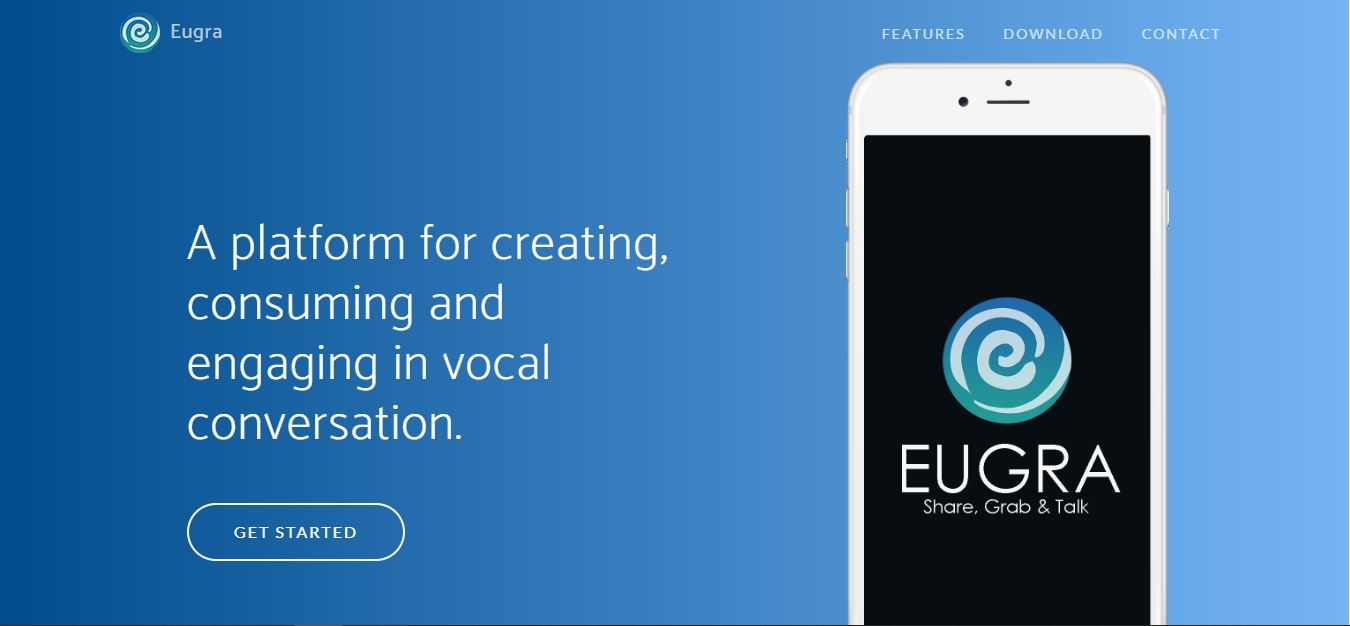 Eugra
FEATURES DOWNLOAD CONTACT
A platform for creating,
consuming and
engaging in vocal
conversation.
GET STARTED
EUGRA
Share, Grab & Talk